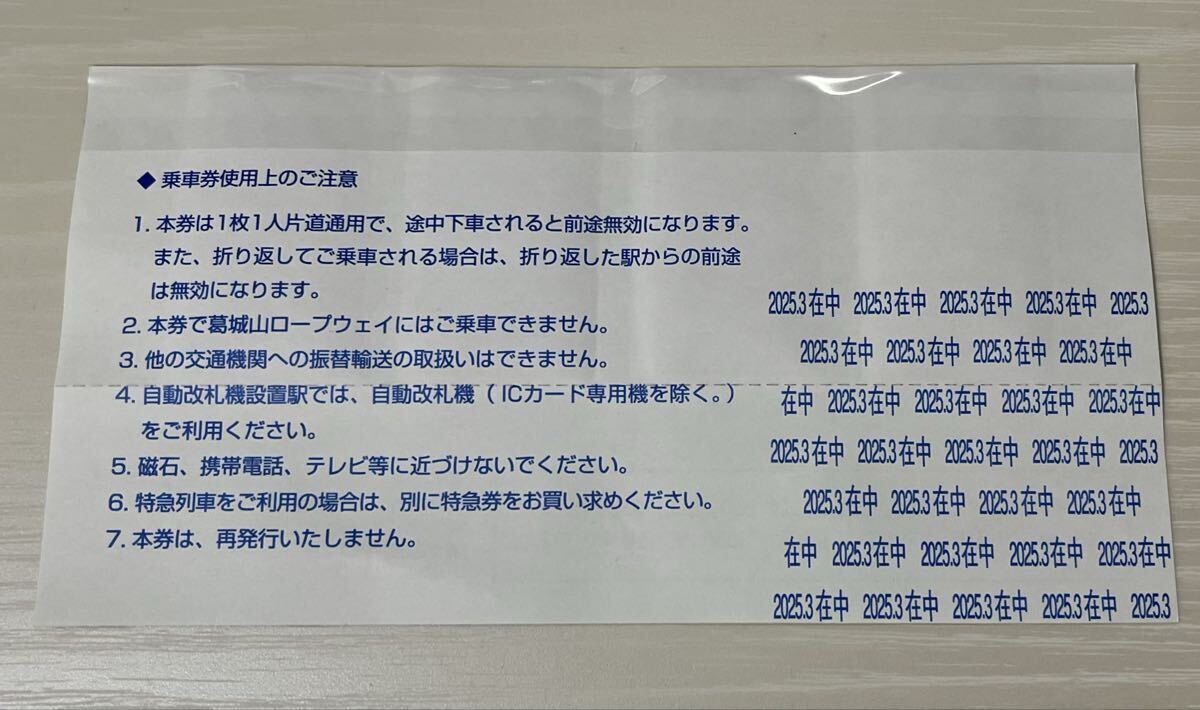 ◆ 乗車券使用上のご注意
1. 本券は1枚1人片道通用で、途中下車されると前途無効になります。
また、折り返してご乗車される場合は、折り返した駅からの前途
は無効になります。
2. 本券で葛城山ロープウェイにはご乗車できません。
3. 他の交通機関への振替輸送の取扱いはできません。
4. 自動改札機設置駅では、自動改札機（ICカード専用機を除く。）
をご利用ください。
5. 磁石、携帯電話、テレビ等に近づけないでください。
6. 特急列車をご利用の場合は、別に特急券をお買い求めください。
7. 本券は、再発行いたしません。
2025.3在中 2025.3在中 2025.3在中 2025.3在中 2025.3
2025.3在中 2025.3在中 2025.3在中 2025.3在中
在中 2025.3在中 2025.3在中 2025.3在中 2025.3在中
2025.3在中 2025.3在中 2025.3在中 2025.3在中 2025.3
2025.3在中 2025.3在中 2025.3在中 2025.3在中
在中 2025.3在中 2025.3在中 2025.3在中 2025.3在中
2025.3在中 2025.3在中 2025.3在中 2025.3在中 2025.3